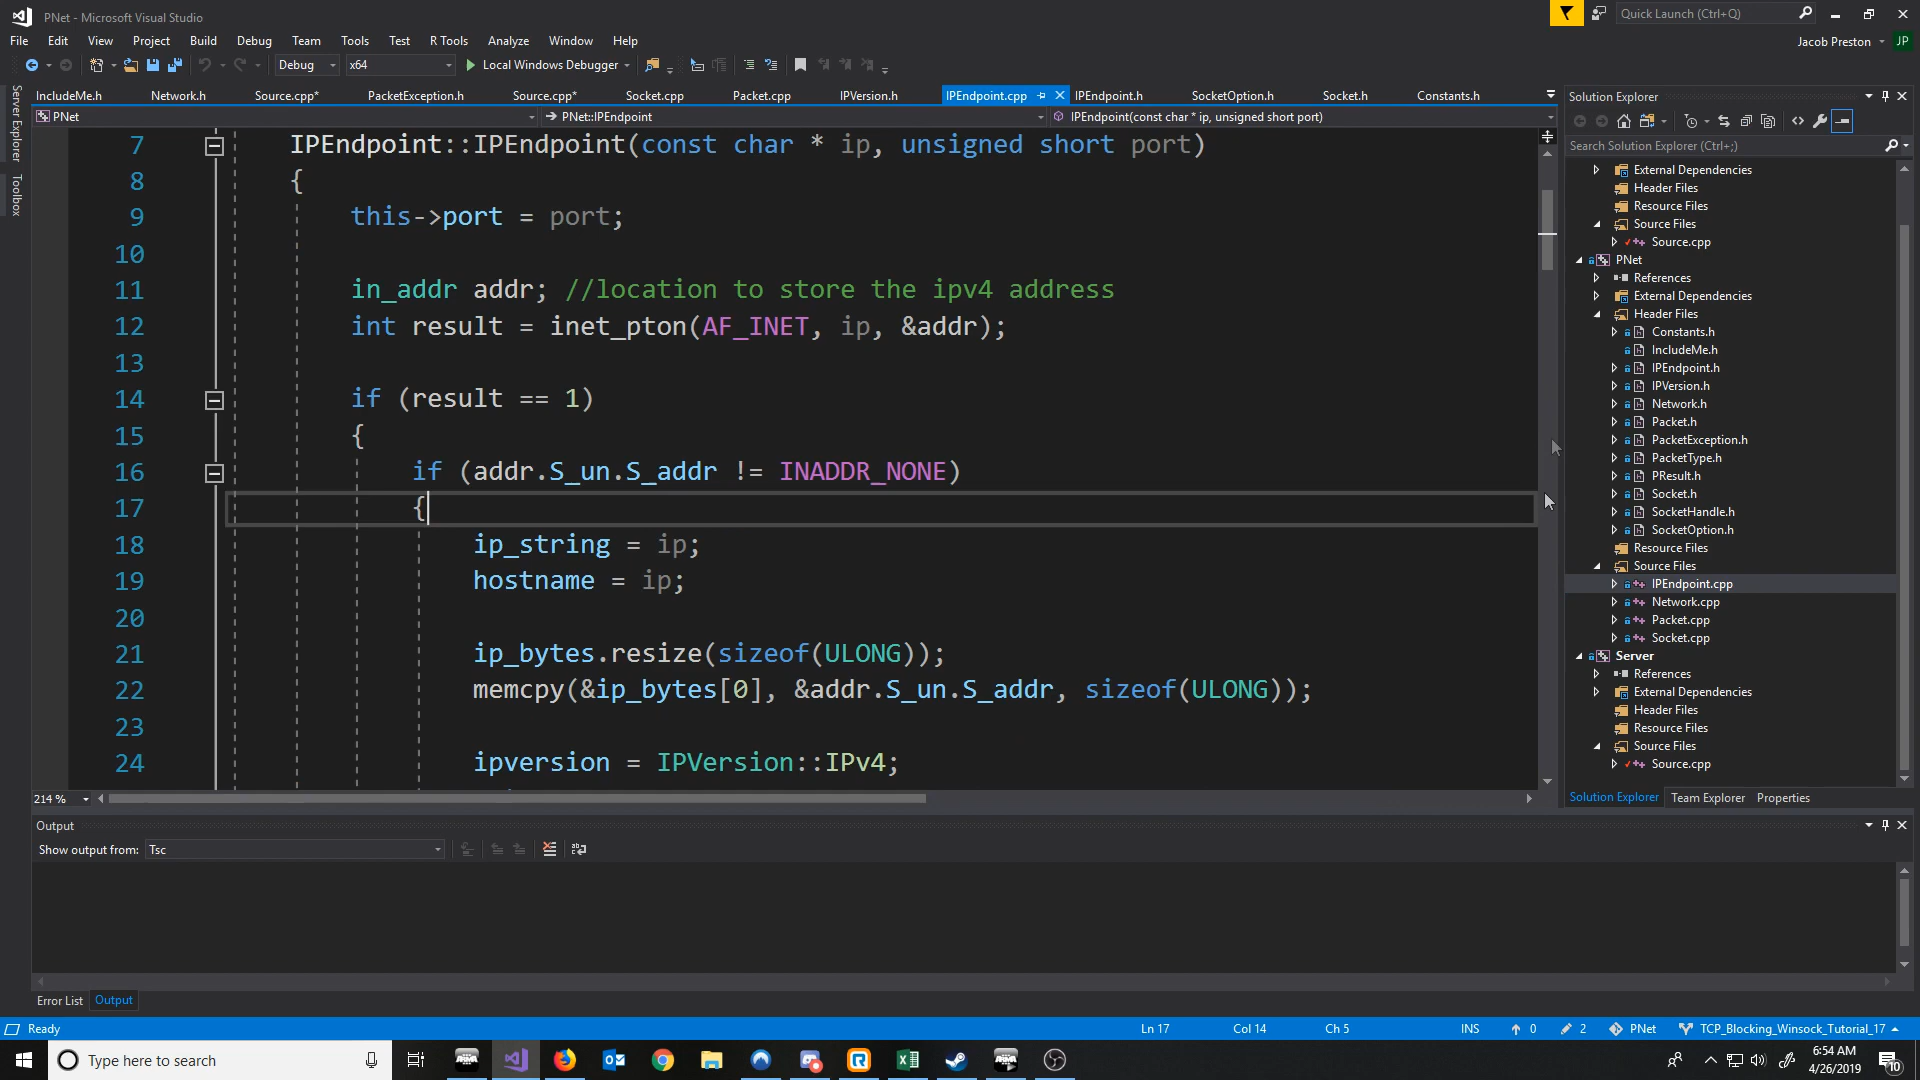 PNet - Microsoft Visual Studio
Quick Launch (Ctrl+Q)
File Edit View Project Build Debug Team Tools Test R Tools Analyze Window Help
Jacob Preston JP
Debug x64 Local Windows Debugger
IncludeMe.h Network.h Source.cpp* PacketException.h Source.cpp* Socket.cpp Packet.cpp IPVersion.h IPEndpoint.cpp IPEndpoint.h SocketOption.h Socket.h Constants.h
PNet PNet::IPEndpoint IPEndpoint(const char * ip, unsigned short port)
Server Explorer
Toolbox
7 IPEndpoint::IPEndpoint(const char * ip, unsigned short port)
8 {
9 this->port = port;
10
11 in_addr addr; //location to store the ipv4 address
12 int result = inet_pton(AF_INET, ip, &addr);
13
14 if (result == 1)
15 {
16 if (addr.S_un.S_addr != INADDR_NONE)
17 {
18 ip_string = ip;
19 hostname = ip;
20
21 ip_bytes.resize(sizeof(ULONG));
22 memcpy(&ip_bytes[0], &addr.S_un.S_addr, sizeof(ULONG));
23
24 ipversion = IPVersion::IPv4;
214 %
Solution Explorer
Search Solution Explorer (Ctrl+;)
External Dependencies
Header Files
Resource Files
Source Files
Source.cpp
PNet
References
External Dependencies
Header Files
Constants.h
IncludeMe.h
IPEndpoint.h
IPVersion.h
Network.h
Packet.h
PacketException.h
PacketType.h
PResult.h
Socket.h
SocketHandle.h
SocketOption.h
Resource Files
Source Files
IPEndpoint.cpp
Network.cpp
Packet.cpp
Socket.cpp
Server
References
External Dependencies
Header Files
Resource Files
Source Files
Source.cpp
Solution Explorer Team Explorer Properties
Output
Show output from: Tsc
Error List Output
Ready Ln 17 Col 14 Ch 5 INS 0 2 PNet TCP_Blocking_Winsock_Tutorial_17
Type here to search
6:54 AM
4/26/2019
10